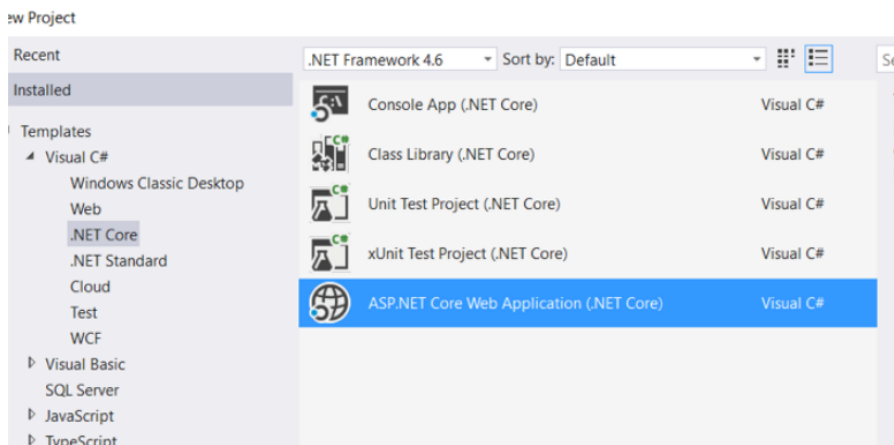 ew Project
Recent
Installed
Templates
Visual C#
Windows Classic Desktop
Web
.NET Core
.NET Standard
Cloud
Test
WCF
Visual Basic
SQL Server
JavaScript
TypeScript
.NET Framework 4.6 Sort by: Default Se
Console App (.NET Core) Visual C#
Class Library (.NET Core) Visual C#
Unit Test Project (.NET Core) Visual C#
xUnit Test Project (.NET Core) Visual C#
ASP.NET Core Web Application (.NET Core) Visual C#